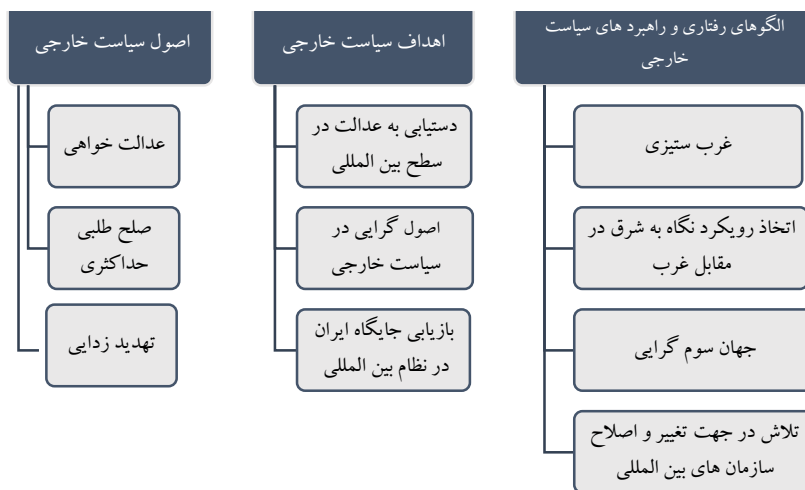 الگوهای رفتاری و راهبرد های سیاست
خارجی
غرب ستیزی
اتخاذ رویکرد نگاه به شرق در
مقابل غرب
جهان سوم گرایی
تلاش در جهت تغییر و اصلاح
سازمان های بین المللی
اهداف سیاست خارجی
دستیابی به عدالت در
سطح بین المللی
اصول گرایی در
سیاست خارجی
بازیابی جایگاه ایران
در نظام بین المللی
اصول سیاست خارجی
عدالت خواهی
صلح طلبی
حداکثری
تهدید زدایی